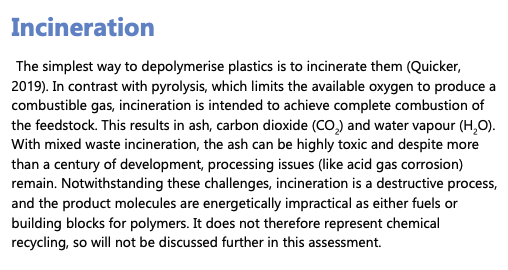 Incineration
The simplest way to depolymerise plastics is to incinerate them (Quicker,
2019). In contrast with pyrolysis, which limits the available oxygen to produce a
combustible gas, incineration is intended to achieve complete combustion of
the feedstock. This results in ash, carbon dioxide (CO₂) and water vapour (H₂O).
With mixed waste incineration, the ash can be highly toxic and despite more
than a century of development, processing issues (like acid gas corrosion)
remain. Notwithstanding these challenges, incineration is a destructive process,
and the product molecules are energetically impractical as either fuels or
building blocks for polymers. It does not therefore represent chemical
recycling, so will not be discussed further in this assessment.